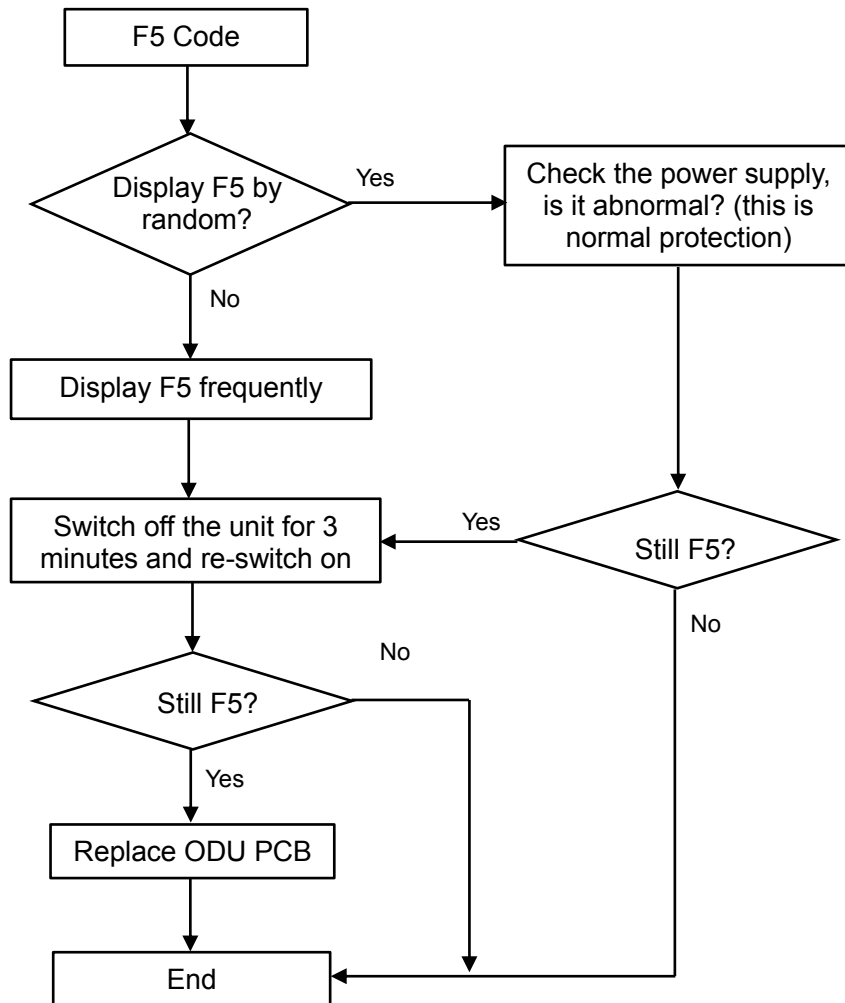 F5 Code
Display F5 by
random?
Yes
Check the power supply,
is it abnormal? (this is
normal protection)
No
Display F5 frequently
Switch off the unit for 3
minutes and re-switch on
Yes
Still F5?
No
No
Still F5?
Yes
Replace ODU PCB
End